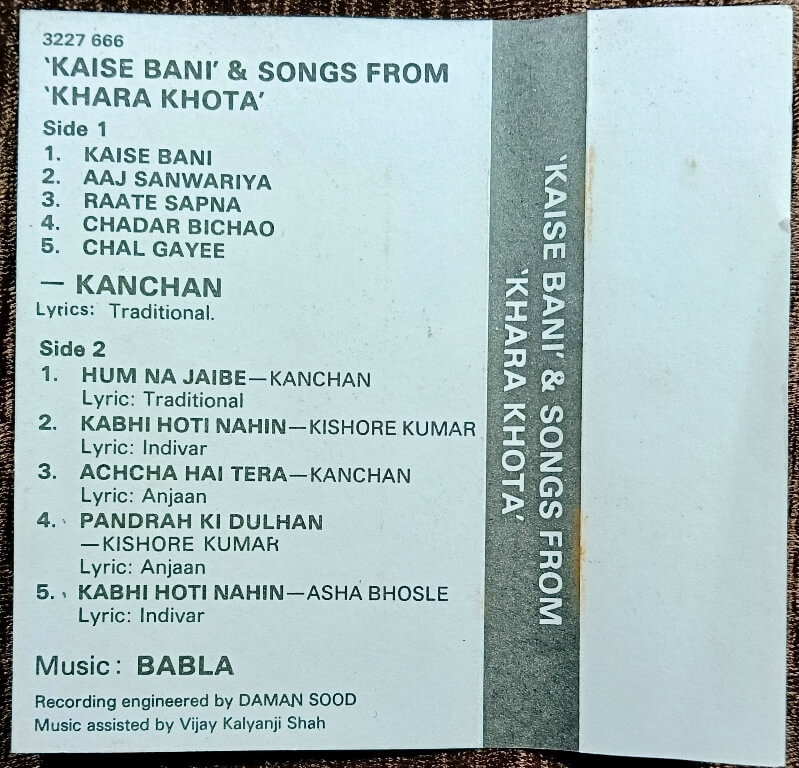 3227 666
'KAISE BANI' & SONGS FROM
'KHARA KHOTA'
Side 1
1. KAISE BANI
2. AAJ SANWARIYA
3. RAATE SAPNA
4. CHADAR BICHAO
5. CHAL GAYEE
— KANCHAN
Lyrics: Traditional.
Side 2
1. HUM NA JAIBE—KANCHAN
Lyric: Traditional
2. KABHI HOTI NAHIN—KISHORE KUMAR
Lyric: Indivar
3. ACHCHA HAI TERA—KANCHAN
Lyric: Anjaan
4. PANDRAH KI DULHAN
—KISHORE KUMAR
Lyric: Anjaan
5. KABHI HOTI NAHIN—ASHA BHOSLE
Lyric: Indivar
Music: BABLA
Recording engineered by DAMAN SOOD
Music assisted by Vijay Kalyanji Shah
'KAISE BANI' & SONGS FROM
'KHARA KHOTA'